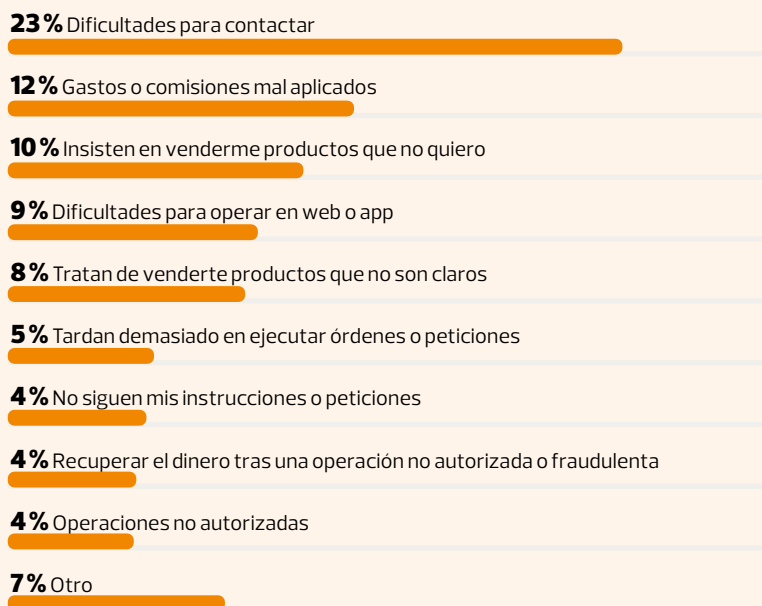 23% Dificultades para contactar
12% Gastos o comisiones mal aplicados
10% Insisten en venderme productos que no quiero
9% Dificultades para operar en web o app
8% Tratan de venderte productos que no son claros
5% Tardan demasiado en ejecutar órdenes o peticiones
4% No siguen mis instrucciones o peticiones
4% Recuperar el dinero tras una operación no autorizada o fraudulenta
4% Operaciones no autorizadas
7% Otro